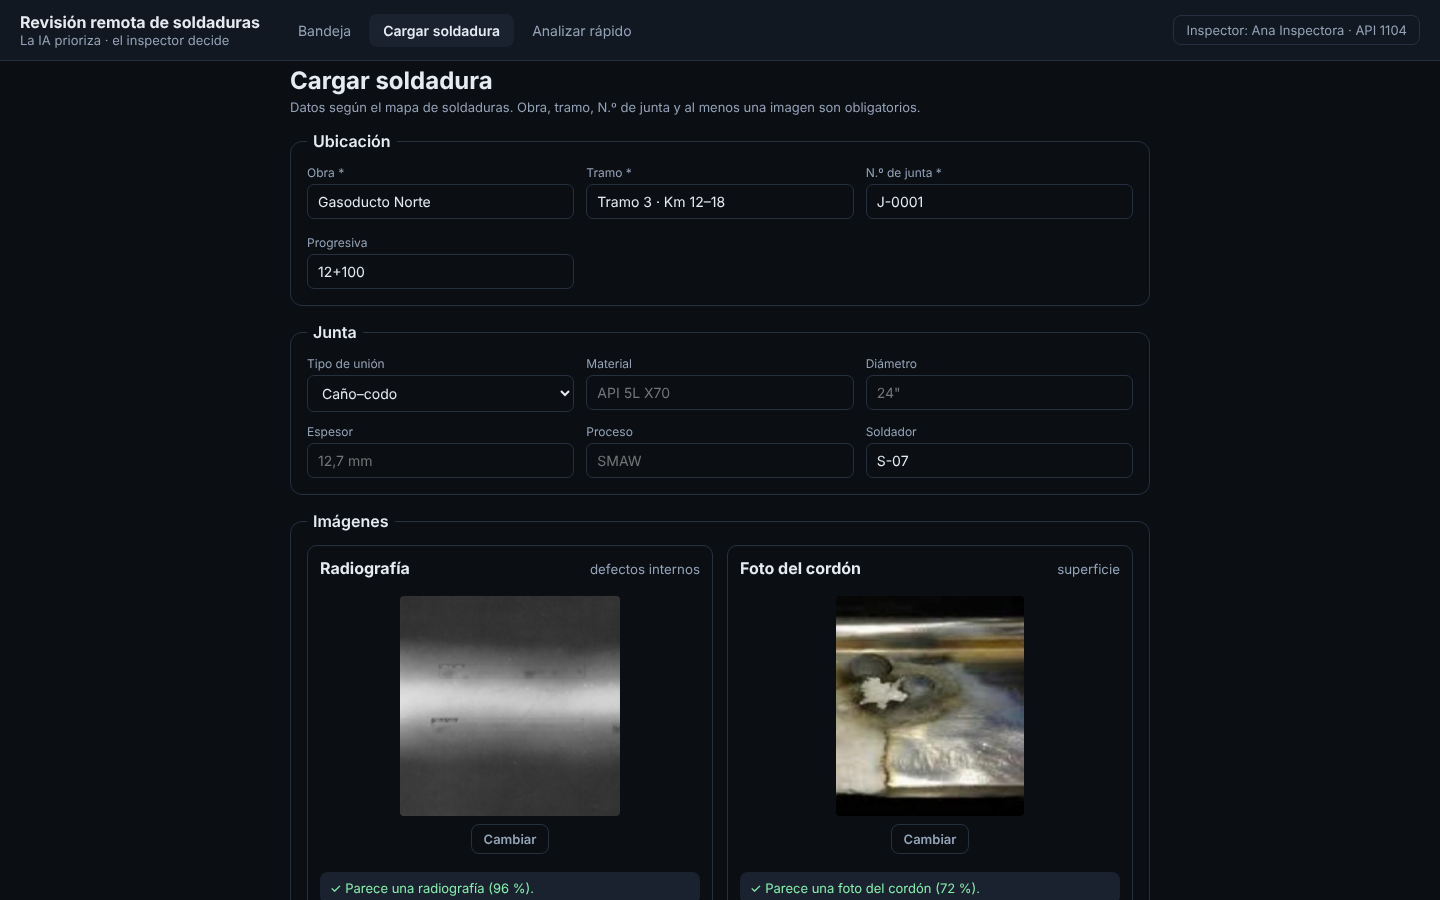 Revisión remota de soldaduras
La IA prioriza · el inspector decide
Bandeja
Cargar soldadura
Analizar rápido
Inspector: Ana Inspectora · API 1104
Cargar soldadura
Datos según el mapa de soldaduras. Obra, tramo, N.º de junta y al menos una imagen son obligatorios.
Ubicación
Obra *
Tramo *
N.º de junta *
Gasoducto Norte
Tramo 3 · Km 12–18
J-0001
Progresiva
12+100
Junta
Tipo de unión
Material
Diámetro
Caño–codo
API 5L X70
24"
Espesor
Proceso
Soldador
12,7 mm
SMAW
S-07
Imágenes
Radiografía
defectos internos
Foto del cordón
superficie
Cambiar
Cambiar
✓ Parece una radiografía (96 %).
✓ Parece una foto del cordón (72 %).